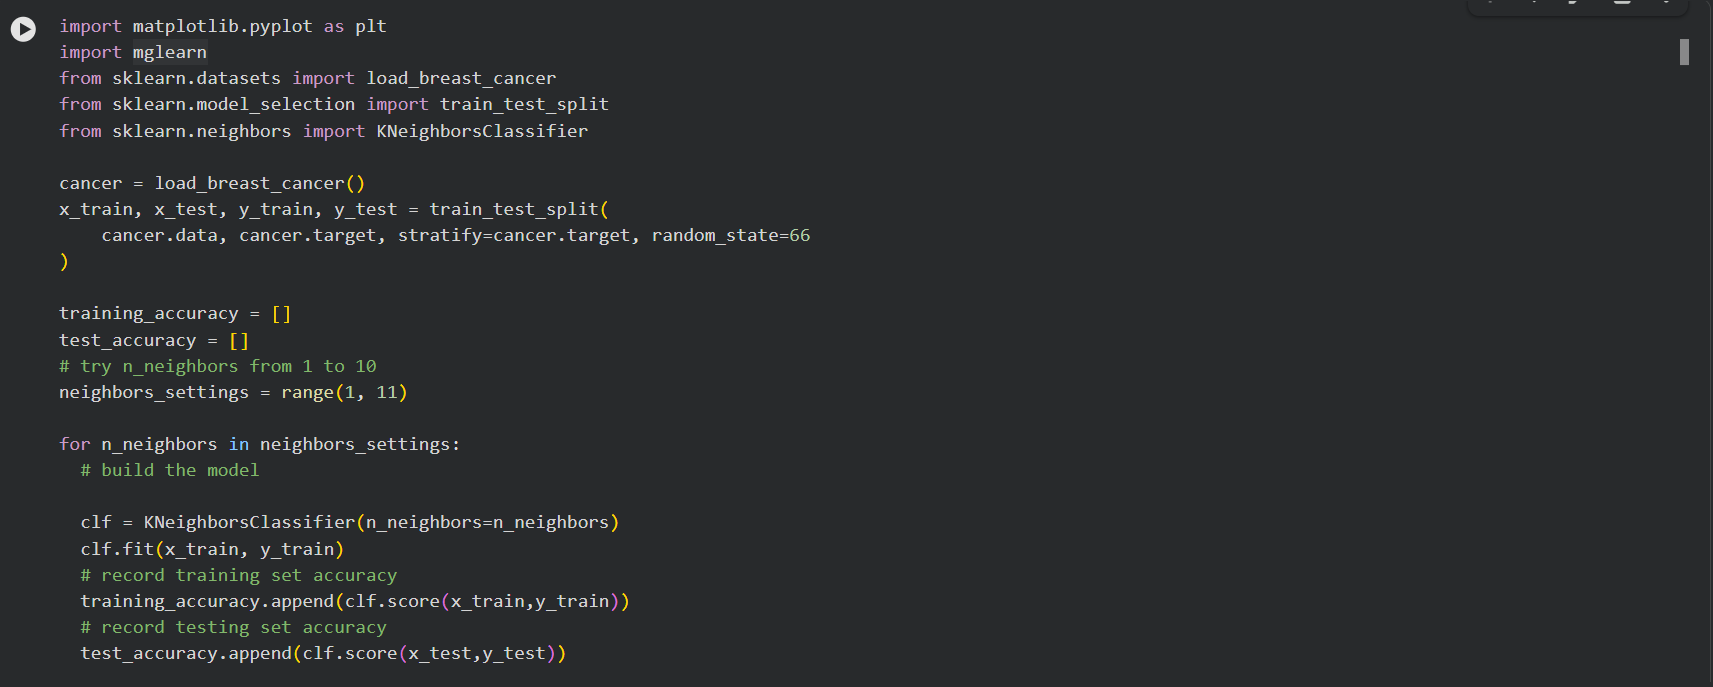 import matplotlib.pyplot as plt
import mglearn
from sklearn.datasets import load_breast_cancer
from sklearn.model_selection import train_test_split
from sklearn.neighbors import KNeighborsClassifier

cancer = load_breast_cancer()
x_train, x_test, y_train, y_test = train_test_split(
    cancer.data, cancer.target, stratify=cancer.target, random_state=66
)

training_accuracy = []
test_accuracy = []
# try n_neighbors from 1 to 10
neighbors_settings = range(1, 11)

for n_neighbors in neighbors_settings:
  # build the model

  clf = KNeighborsClassifier(n_neighbors=n_neighbors)
  clf.fit(x_train, y_train)
  # record training set accuracy
  training_accuracy.append(clf.score(x_train,y_train))
  # record testing set accuracy
  test_accuracy.append(clf.score(x_test,y_test))